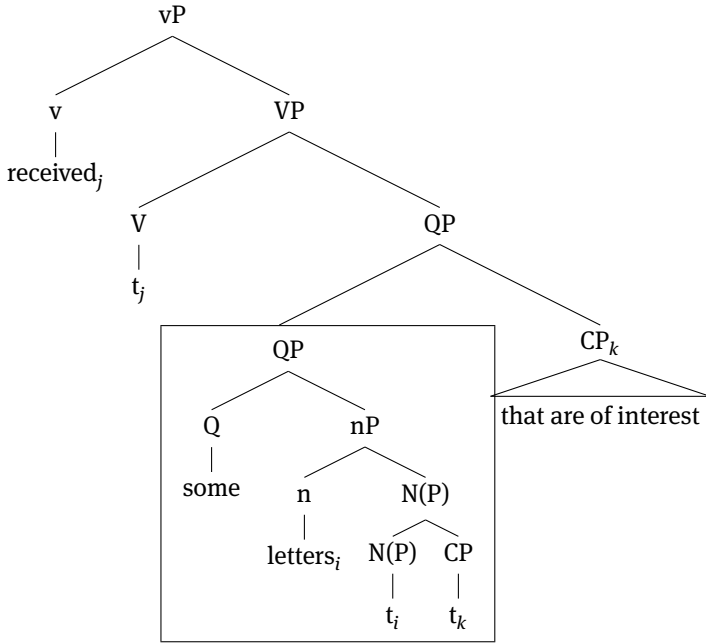 vP
v VP
received_j
V QP
t_j
QP CP_k
Q nP that are of interest
some n N(P)
letters_i N(P) CP
t_i t_k